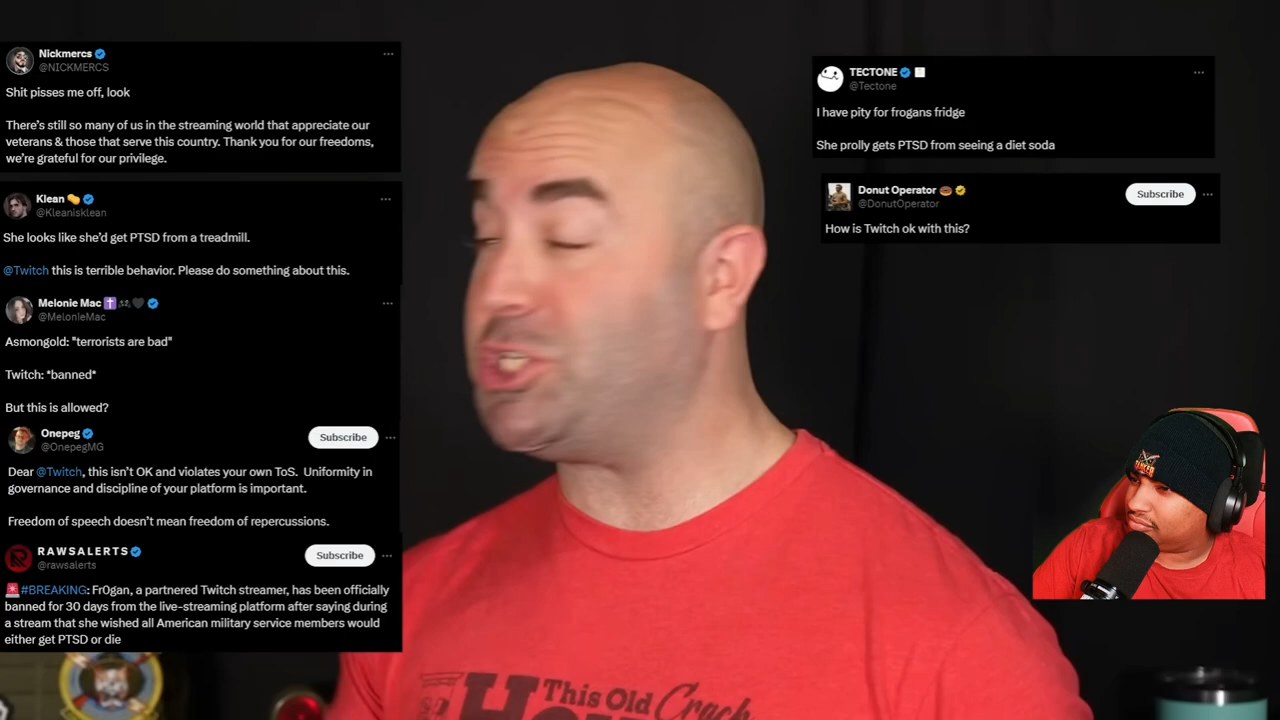 Nickmercs
@NICKMERCS
Shit pisses me off, look
There's still so many of us in the streaming world that appreciate our
veterans & those that serve this country. Thank you for our freedoms,
we're grateful for our privilege.
Klean
@Kleanisklean
She looks like she'd get PTSD from a treadmill.
@Twitch this is terrible behavior. Please do something about this.
Melonie Mac
@MelonieMac
Asmongold: "terrorists are bad"
Twitch: *banned*
But this is allowed?
Onepeg
@OnepegMG
Subscribe
Dear @Twitch, this isn't OK and violates your own ToS. Uniformity in
governance and discipline of your platform is important.
Freedom of speech doesn't mean freedom of repercussions.
RAWSALERTS
@rawsalerts
Subscribe
🚨#BREAKING: Fr0gan, a partnered Twitch streamer, has been officially
banned for 30 days from the live-streaming platform after saying during
a stream that she wished all American military service members would
either get PTSD or die
TECTONE
@Tectone
I have pity for frogans fridge
She prolly gets PTSD from seeing a diet soda
Donut Operator 🍩
@DonutOperator
Subscribe
How is Twitch ok with this?
This Old Crack